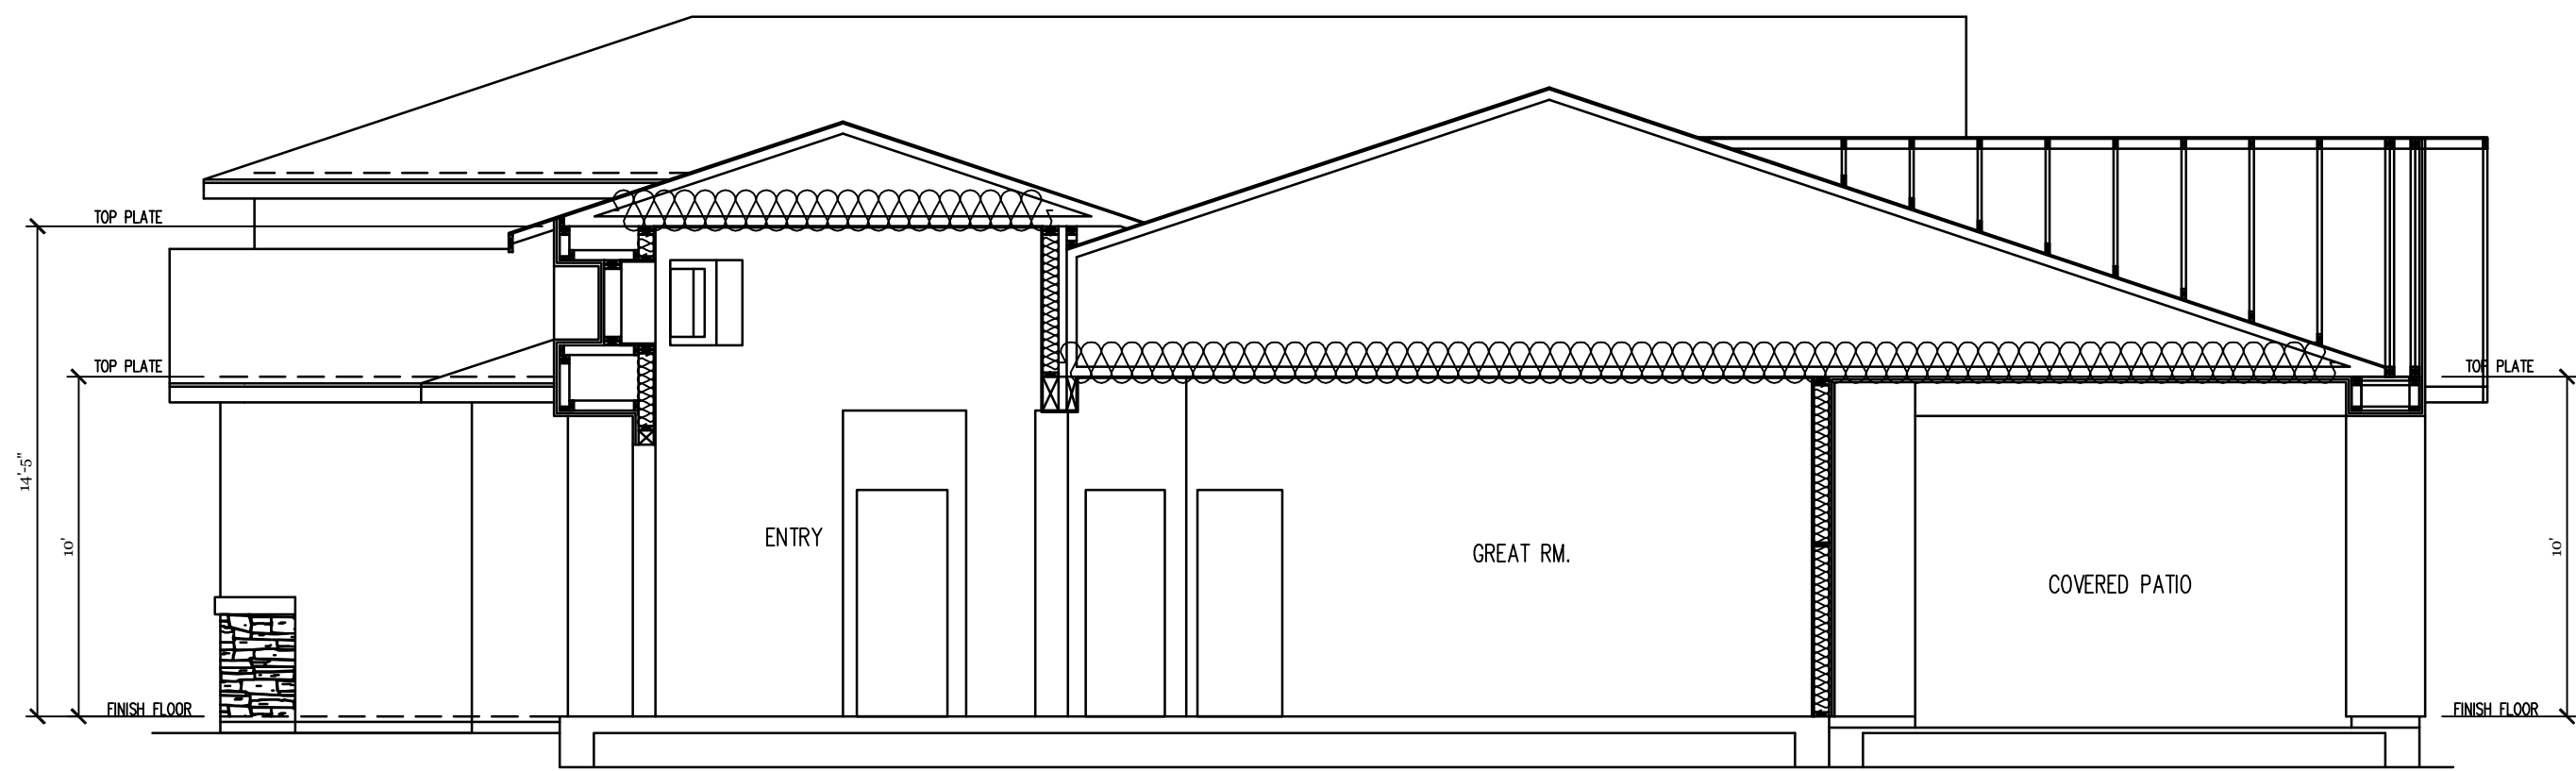 TOP PLATE
TOP PLATE
TOP PLATE
14'-5"
10'
10'
ENTRY
GREAT RM.
COVERED PATIO
FINISH FLOOR
FINISH FLOOR